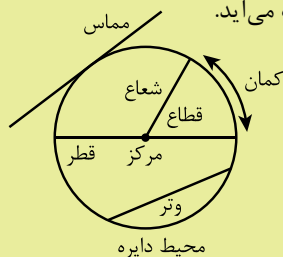 می‌آید.
مماس
کمان
شعاع
قطاع
قطر
مرکز
وتر
محیط دایره